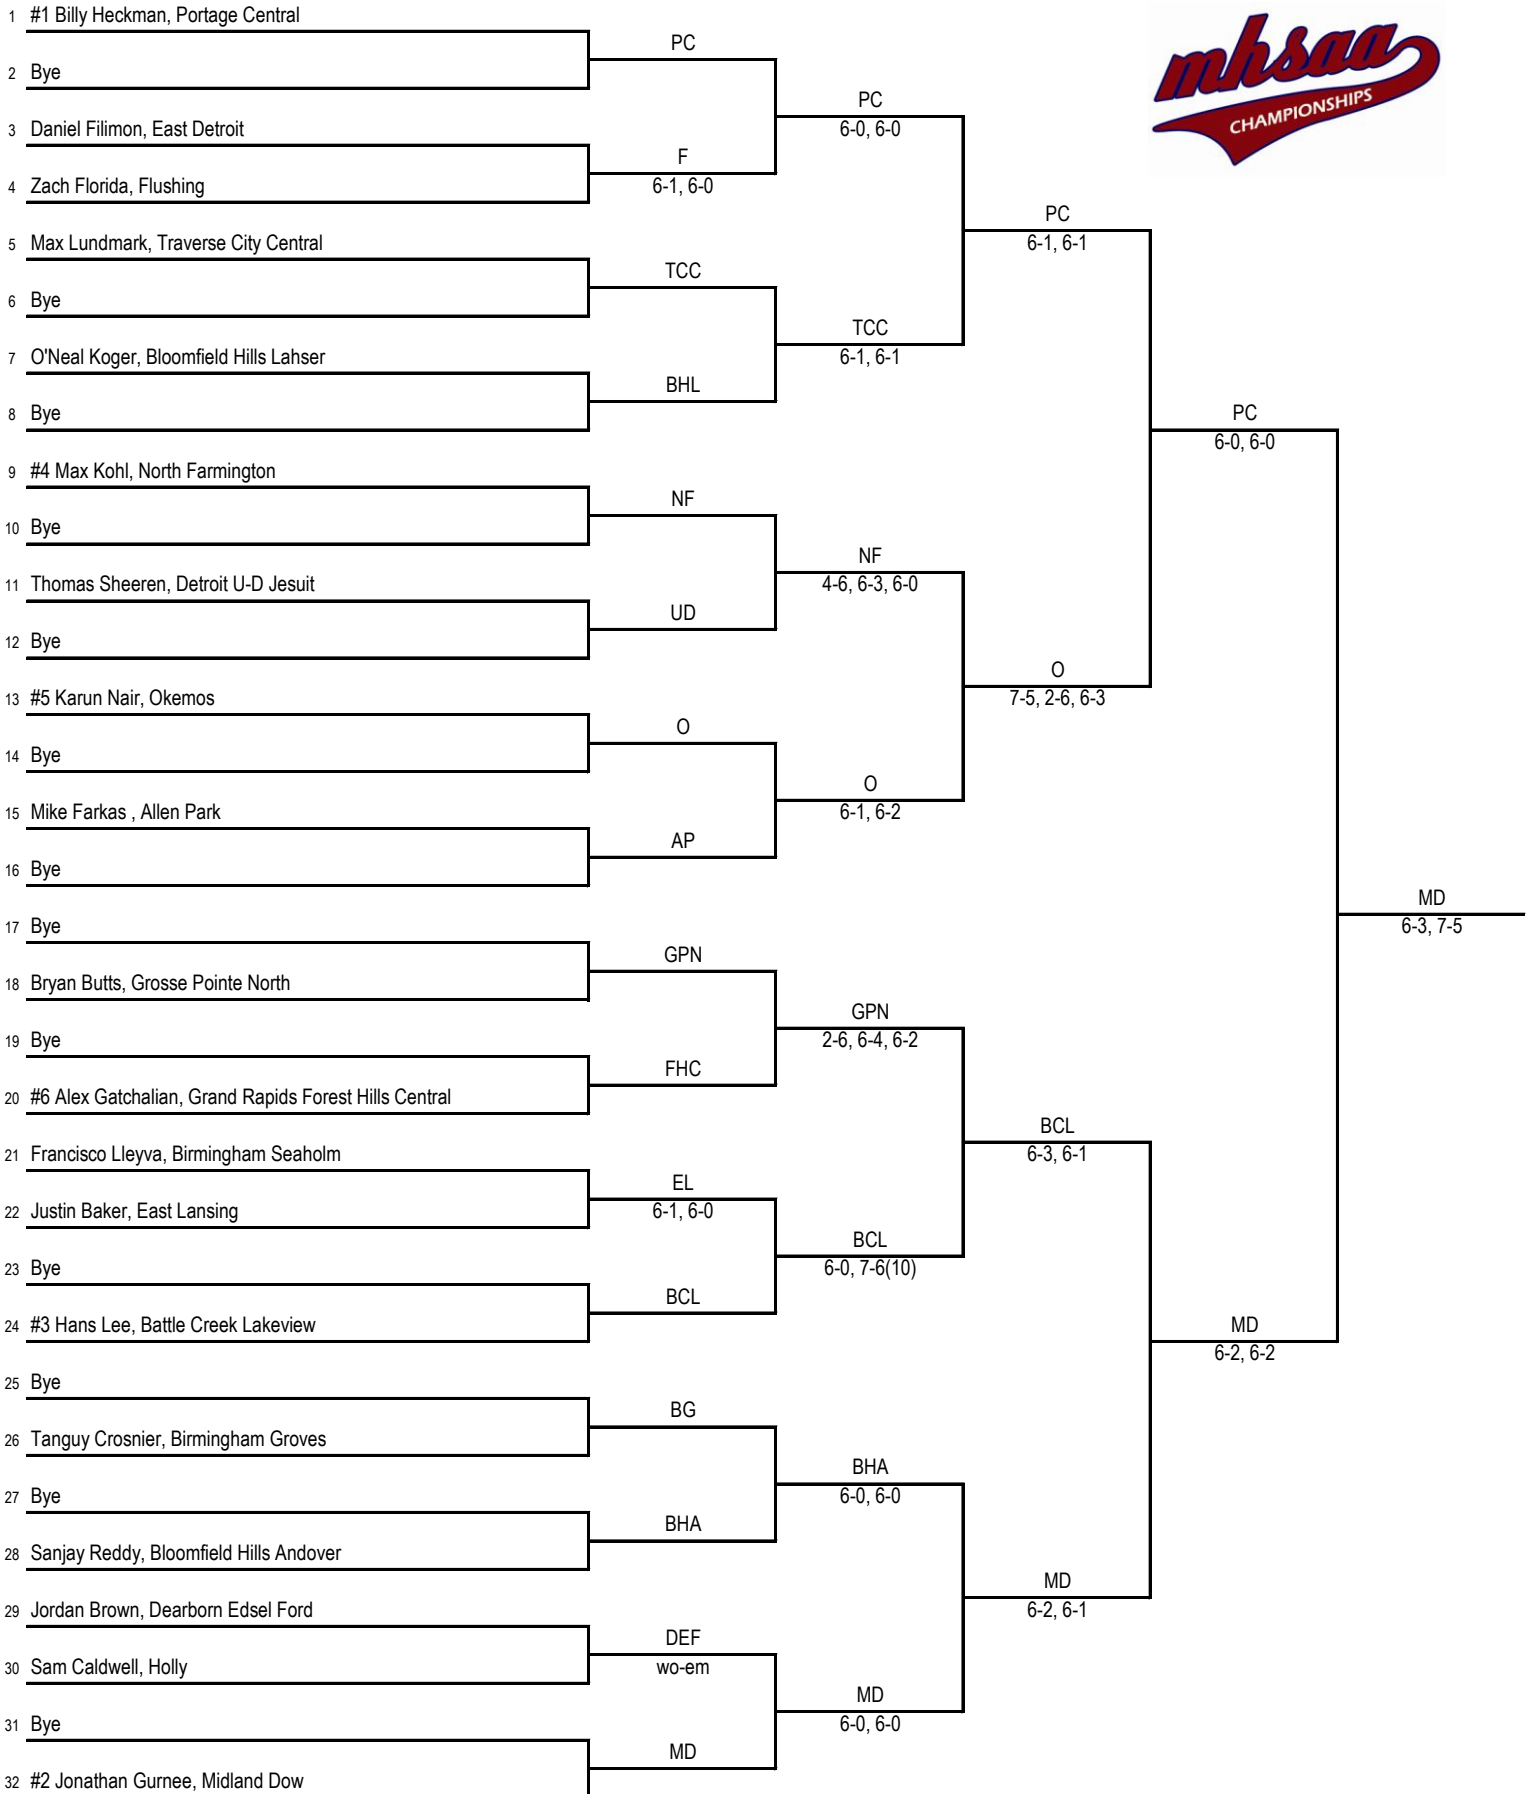 1 #1 Billy Heckman, Portage Central
mhsaa
CHAMPIONSHIPS
PC
2 Bye
PC
3 Daniel Filimon, East Detroit
6-0, 6-0
F
4 Zach Florida, Flushing
6-1, 6-0
PC
5 Max Lundmark, Traverse City Central
6-1, 6-1
TCC
6 Bye
TCC
7 O'Neal Koger, Bloomfield Hills Lahser
6-1, 6-1
BHL
8 Bye
PC
6-0, 6-0
9 #4 Max Kohl, North Farmington
NF
10 Bye
NF
11 Thomas Sheeren, Detroit U-D Jesuit
4-6, 6-3, 6-0
UD
12 Bye
O
13 #5 Karun Nair, Okemos
7-5, 2-6, 6-3
O
14 Bye
O
15 Mike Farkas , Allen Park
6-1, 6-2
AP
16 Bye
MD
17 Bye
6-3, 7-5
GPN
18 Bryan Butts, Grosse Pointe North
GPN
19 Bye
2-6, 6-4, 6-2
FHC
20 #6 Alex Gatchalian, Grand Rapids Forest Hills Central
BCL
21 Francisco Lleyva, Birmingham Seaholm
6-3, 6-1
EL
22 Justin Baker, East Lansing
6-1, 6-0
BCL
23 Bye
6-0, 7-6(10)
BCL
24 #3 Hans Lee, Battle Creek Lakeview
MD
6-2, 6-2
25 Bye
BG
26 Tanguy Crosnier, Birmingham Groves
BHA
27 Bye
6-0, 6-0
BHA
28 Sanjay Reddy, Bloomfield Hills Andover
MD
29 Jordan Brown, Dearborn Edsel Ford
6-2, 6-1
DEF
30 Sam Caldwell, Holly
wo-em
MD
31 Bye
6-0, 6-0
MD
32 #2 Jonathan Gurnee, Midland Dow